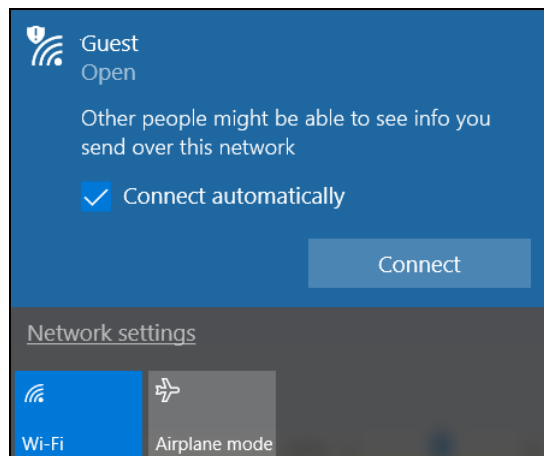 Guest
Open
Other people might be able to see info you
send over this network
Connect automatically
Connect
Network settings
Wi-Fi
Airplane mode